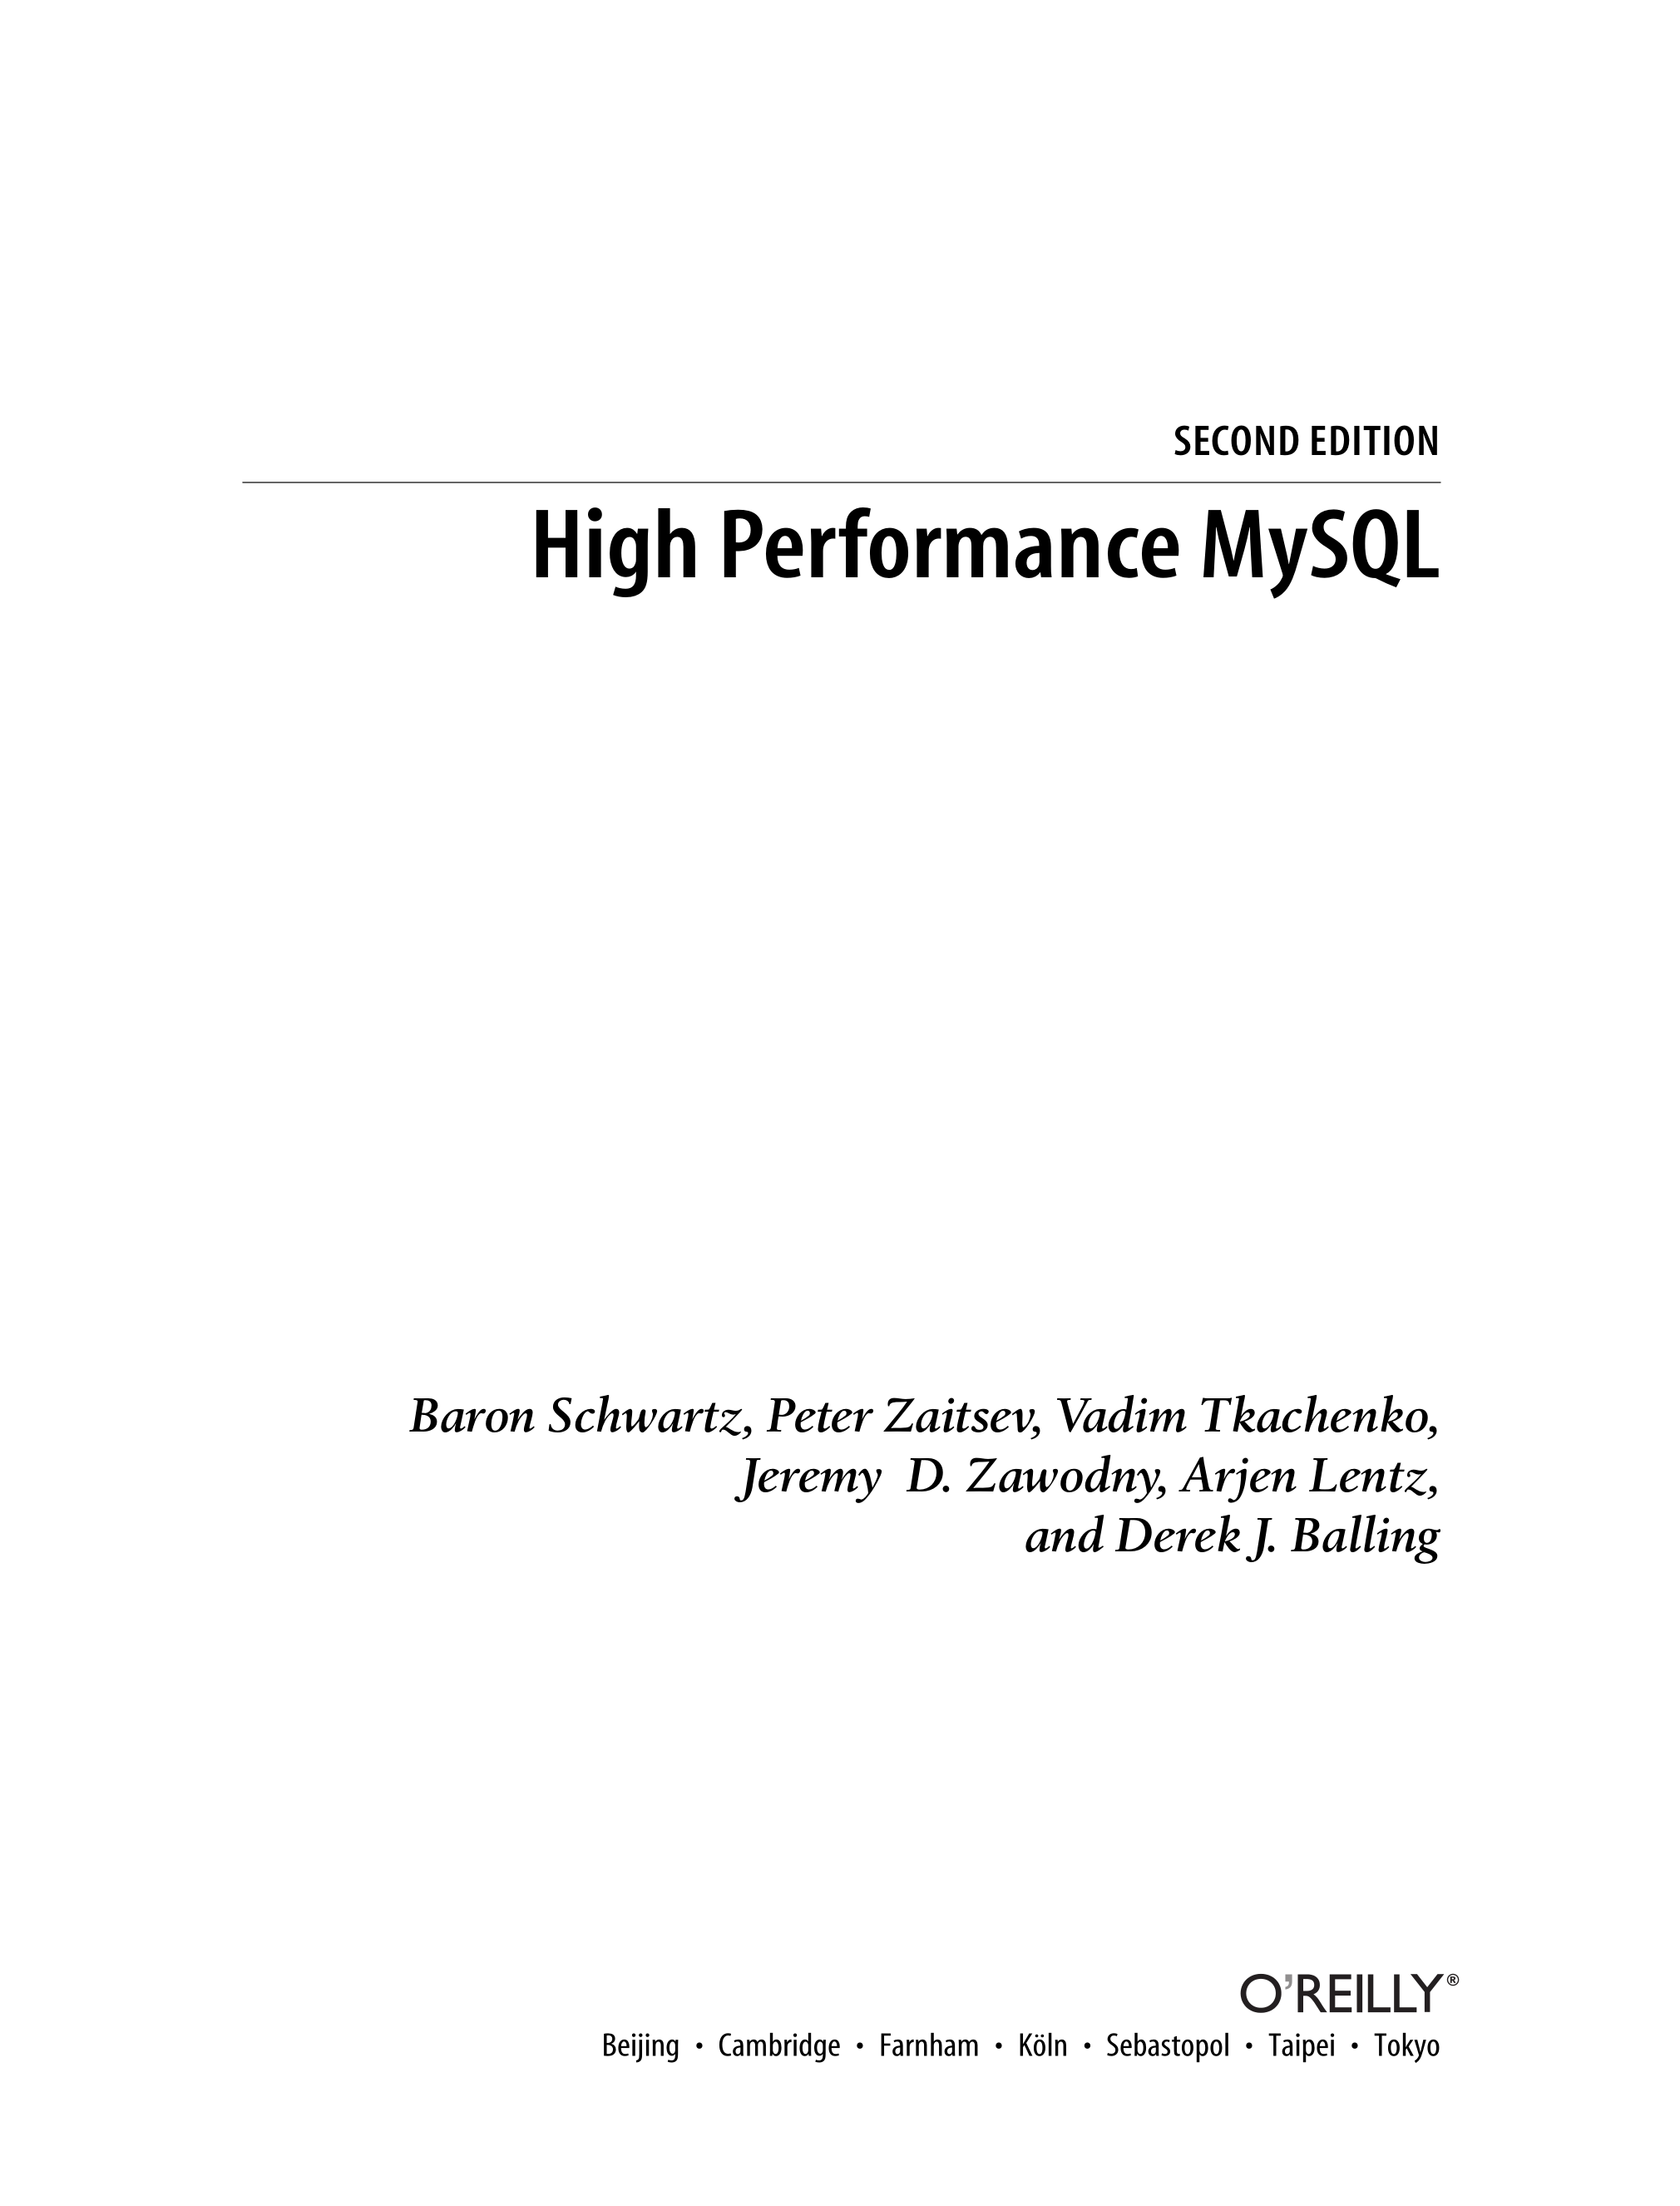 SECOND EDITION
High Performance MySQL
Baron Schwartz, Peter Zaitsev, Vadim Tkachenko,
Jeremy D. Zawodny, Arjen Lentz,
and Derek J. Balling
O'REILLY®
Beijing • Cambridge • Farnham • Köln • Sebastopol • Taipei • Tokyo